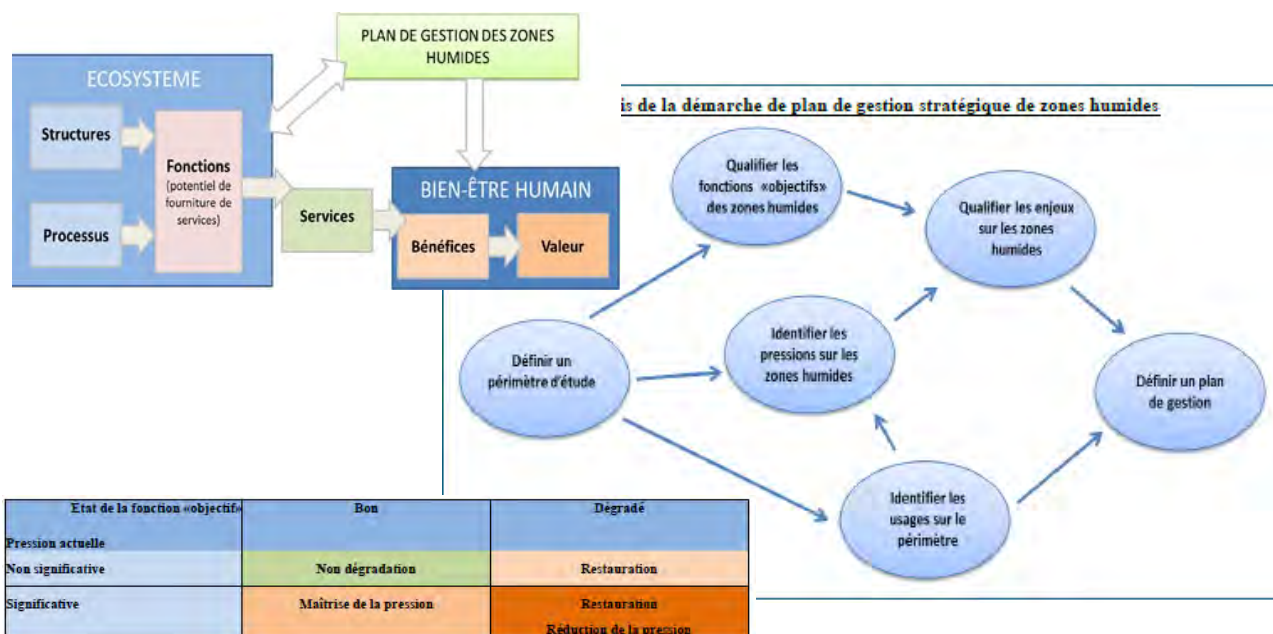 PLAN DE GESTION DES ZONES
HUMIDES
ECOSYSTEME
Structures
Processus
Fonctions
(potentiel de
fourniture de
services)
Services
BIEN-ÊTRE HUMAIN
Bénéfices
Valeur
is de la démarche de plan de gestion stratégique de zones humides
Qualifier les
fonctions «objectifs»
des zones humides
Qualifier les enjeux
sur les zones
humides
Identifier les
pressions sur les
zones humides
Définir un
périmètre d'étude
Définir un plan
de gestion
Identifier les
usages sur le
périmètre
Etat de la fonction «objectif» Bon Dégradé
Pression actuelle
Non significative Non dégradation Restauration
Significative Maîtrise de la pression Restauration
Réduction de la pression